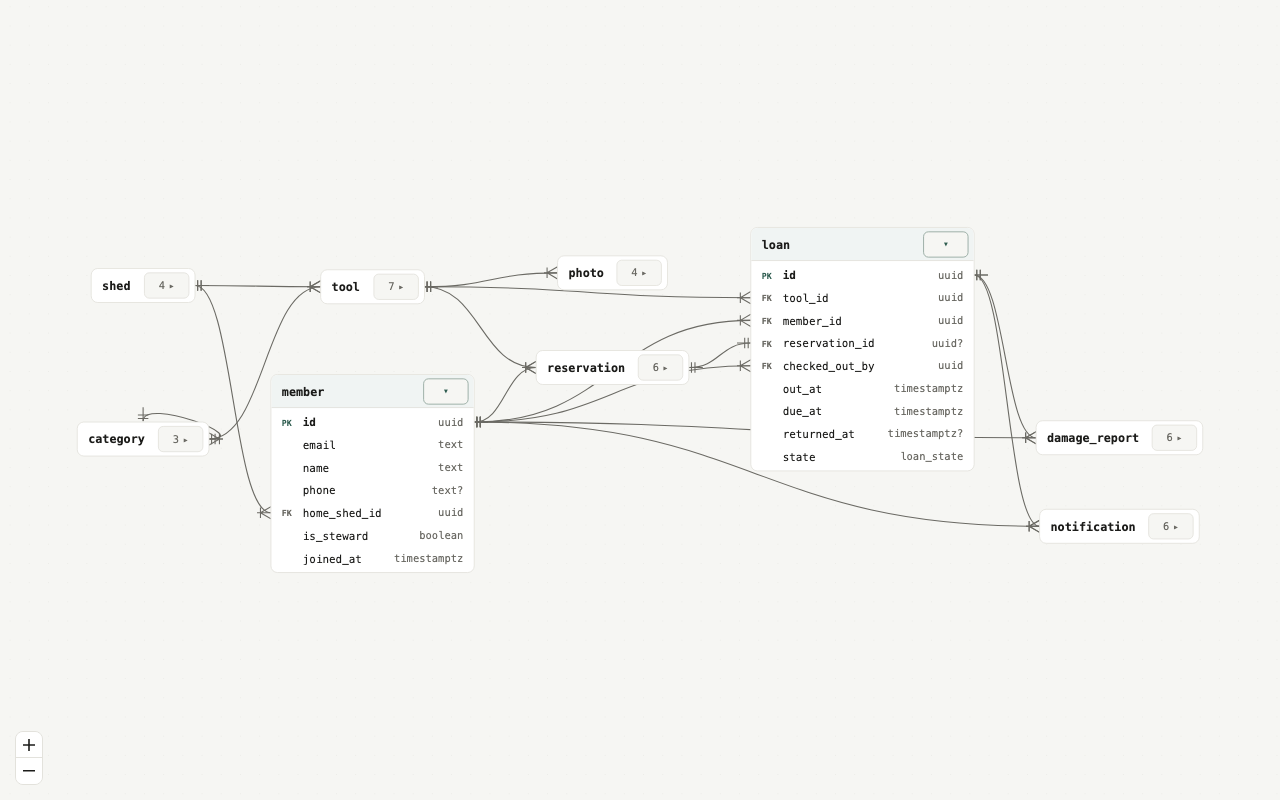 shed 4 ▸
tool 7 ▸
category 3 ▸
member ▾
PK id uuid
email text
name text
phone text?
FK home_shed_id uuid
is_steward boolean
joined_at timestamptz
photo 4 ▸
reservation 6 ▸
loan ▾
PK id uuid
FK tool_id uuid
FK member_id uuid
FK reservation_id uuid?
FK checked_out_by uuid
out_at timestamptz
due_at timestamptz
returned_at timestamptz?
state loan_state
damage_report 6 ▸
notification 6 ▸
+
−